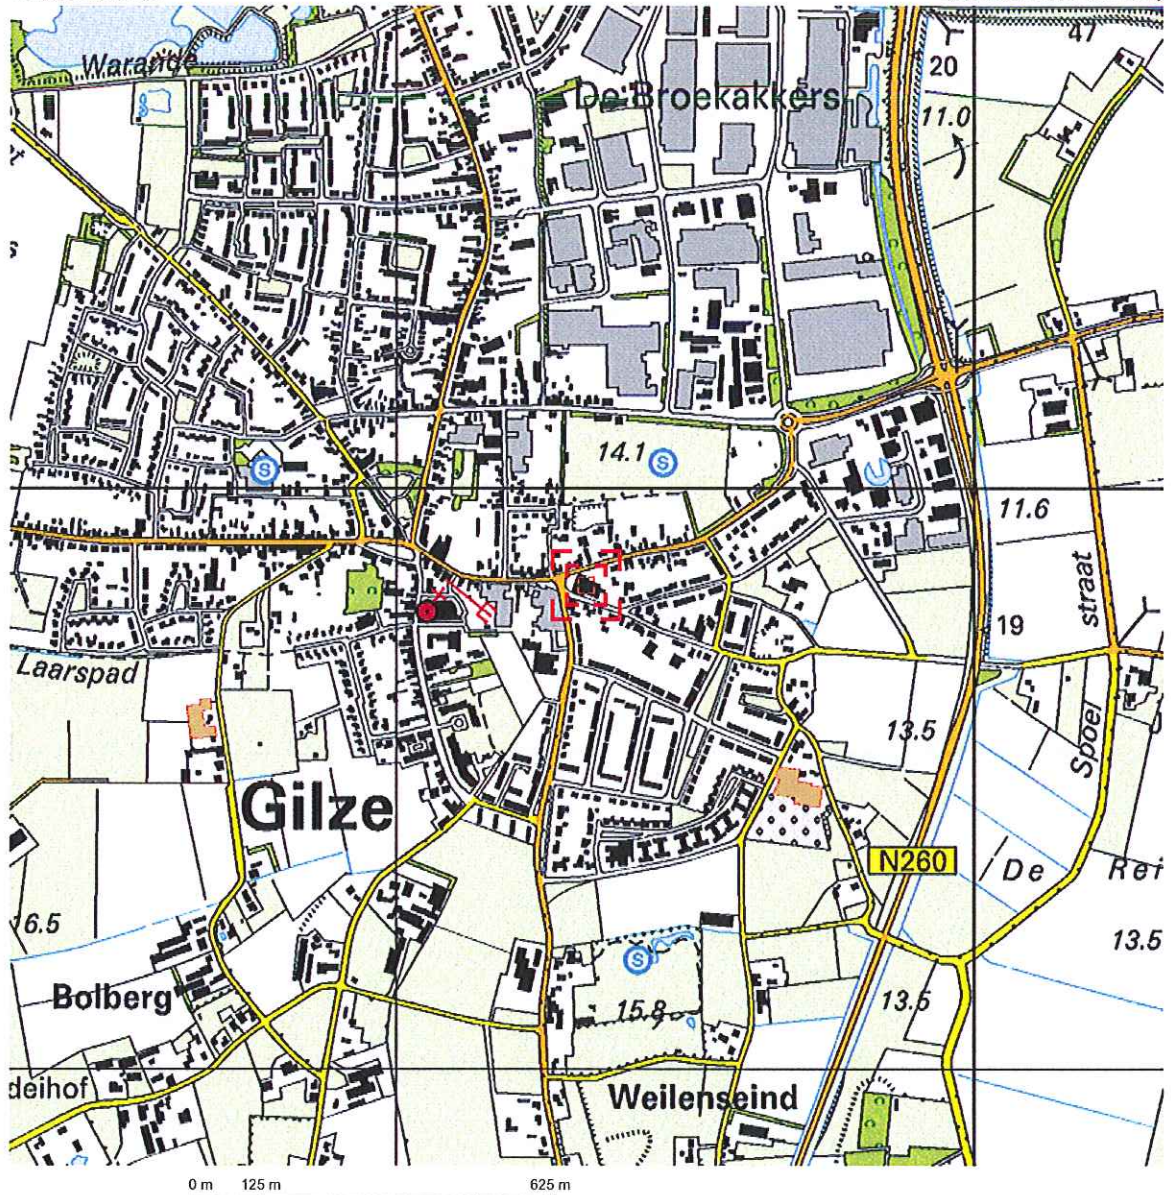 Warande
De Broekakkers
47
20
11.0
S
14.1
S
11.6
19
straat
Laarspad
13.5
Spoel
Gilze
N260
De Rei
16.5
13.5
S
Bolberg
15.8
13.5
deihof
Weilenseind
0 m 125 m 625 m